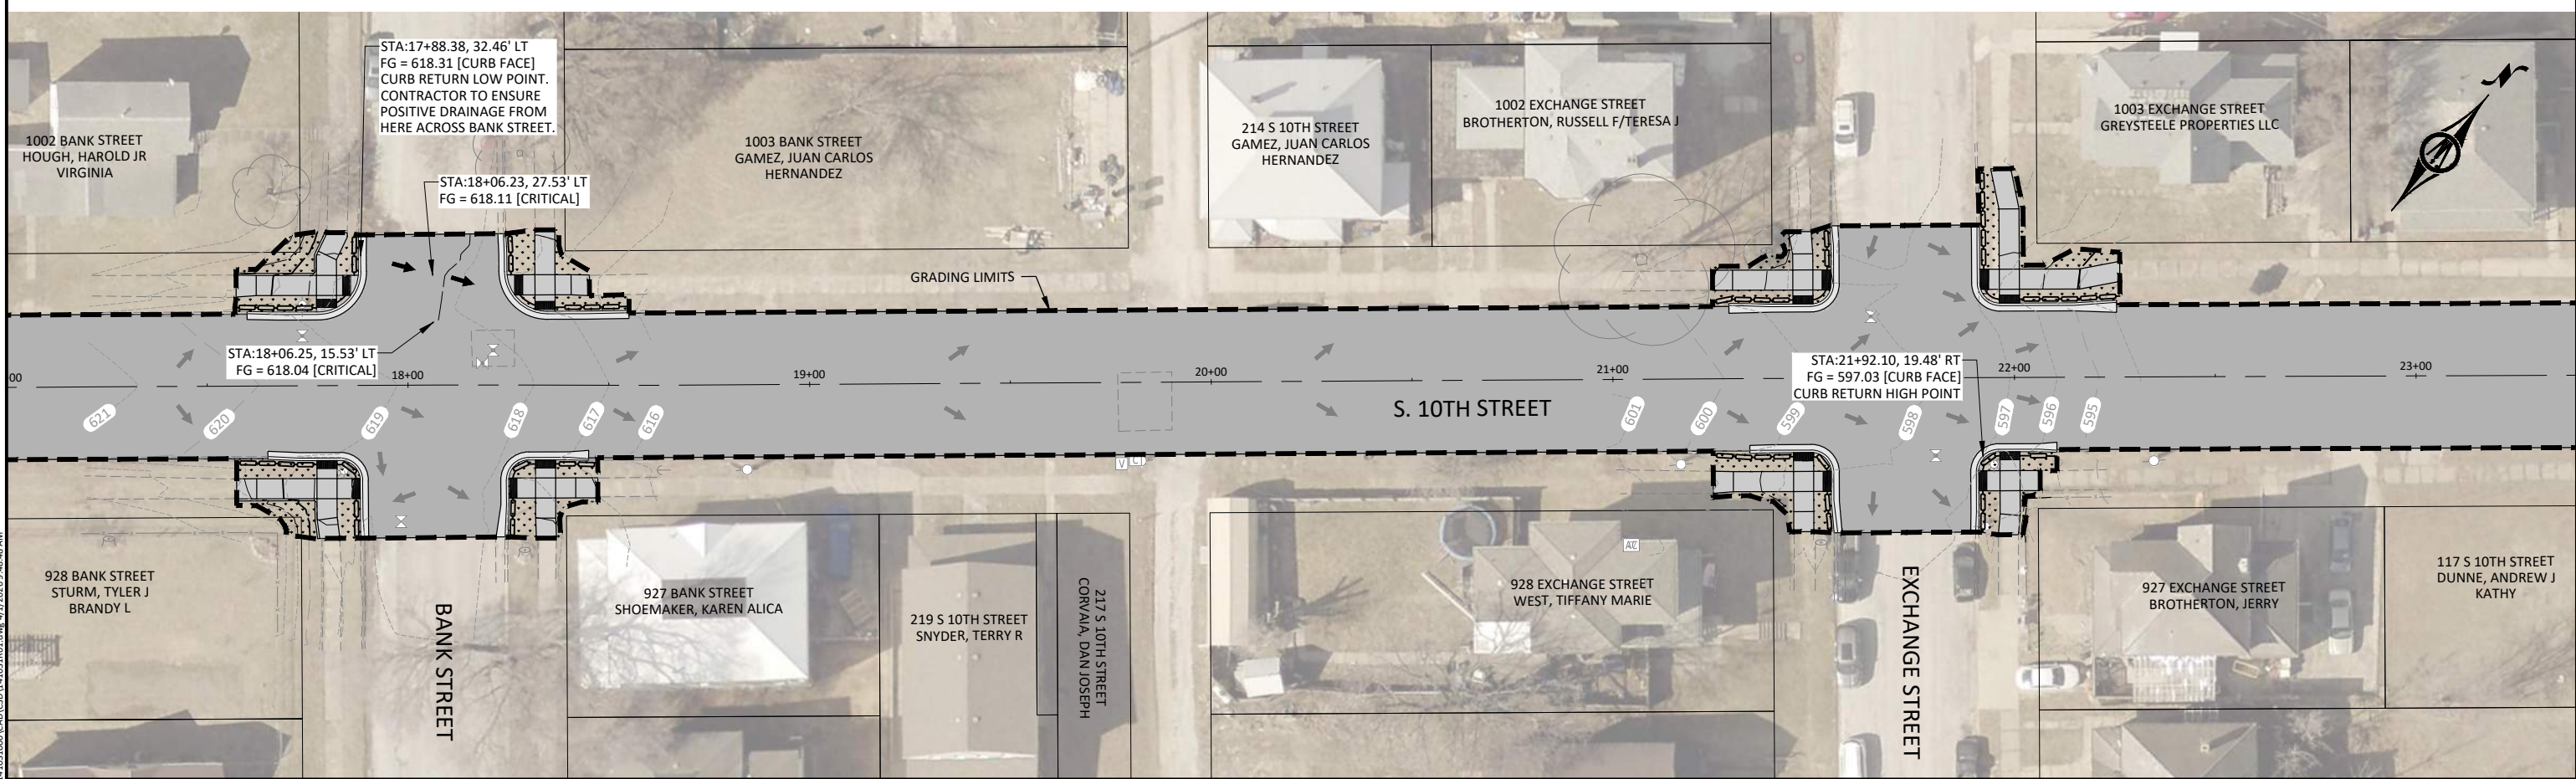 STA:17+88.38, 32.46' LT
FG = 618.31 [CURB FACE]
CURB RETURN LOW POINT.
CONTRACTOR TO ENSURE
POSITIVE DRAINAGE FROM
HERE ACROSS BANK STREET.
1002 BANK STREET
HOUGH, HAROLD JR
VIRGINIA
STA:18+06.23, 27.53' LT
FG = 618.11 [CRITICAL]
1003 BANK STREET
GAMEZ, JUAN CARLOS
HERNANDEZ
214 S 10TH STREET
GAMEZ, JUAN CARLOS
HERNANDEZ
1002 EXCHANGE STREET
BROTHERTON, RUSSELL F/TERESA J
1003 EXCHANGE STREET
GREYSTEELE PROPERTIES LLC
N
GRADING LIMITS
STA:18+06.25, 15.53' LT
FG = 618.04 [CRITICAL]
STA:21+92.10, 19.48' RT
FG = 597.03 [CURB FACE]
CURB RETURN HIGH POINT
00
18+00
19+00
20+00
21+00
22+00
23+00
621
620
619
618
617
616
S. 10TH STREET
601
600
599
598
597
596
595
V
928 BANK STREET
STURM, TYLER J
BRANDY L
BANK STREET
927 BANK STREET
SHOEMAKER, KAREN ALICA
219 S 10TH STREET
SNYDER, TERRY R
217 S 10TH STREET
CORVAIA, DAN JOSEPH
928 EXCHANGE STREET
WEST, TIFFANY MARIE
EXCHANGE STREET
927 EXCHANGE STREET
BROTHERTON, JERRY
117 S 10TH STREET
DUNNE, ANDREW J
KATHY